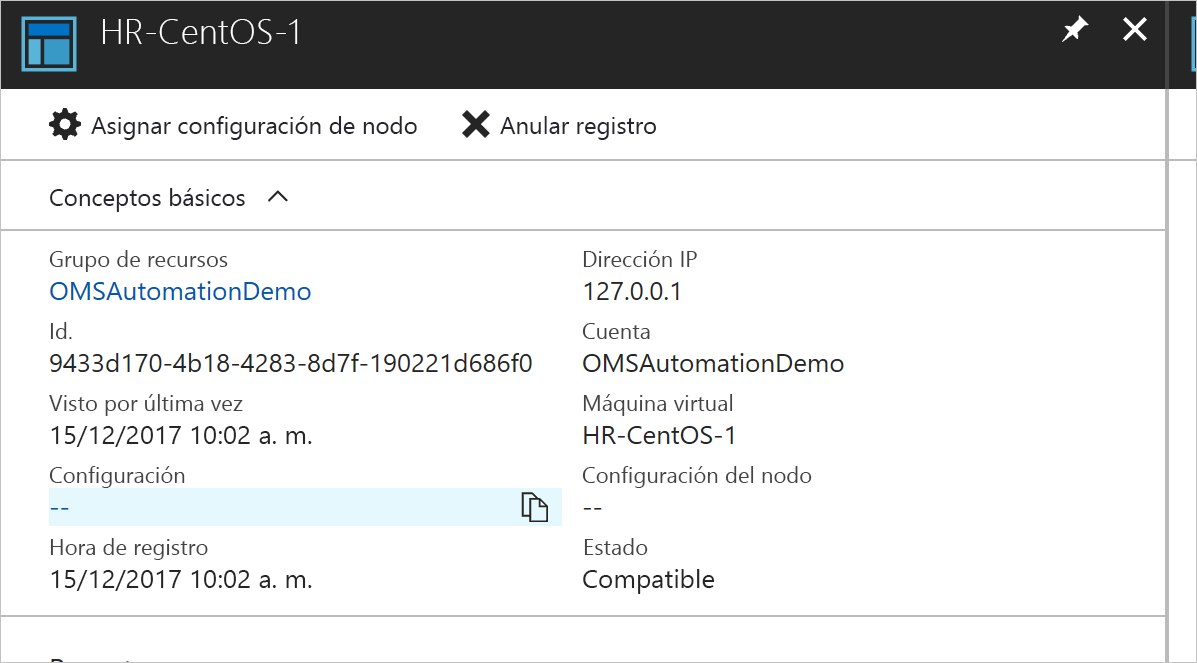 HR-CentOS-1
Asignar configuración de nodo
Anular registro
Conceptos básicos
Grupo de recursos
OMSAutomationDemo
Dirección IP
127.0.0.1
Id.
9433d170-4b18-4283-8d7f-190221d686f0
Cuenta
OMSAutomationDemo
Visto por última vez
15/12/2017 10:02 a. m.
Máquina virtual
HR-CentOS-1
Configuración
--
Configuración del nodo
--
Hora de registro
15/12/2017 10:02 a. m.
Estado
Compatible